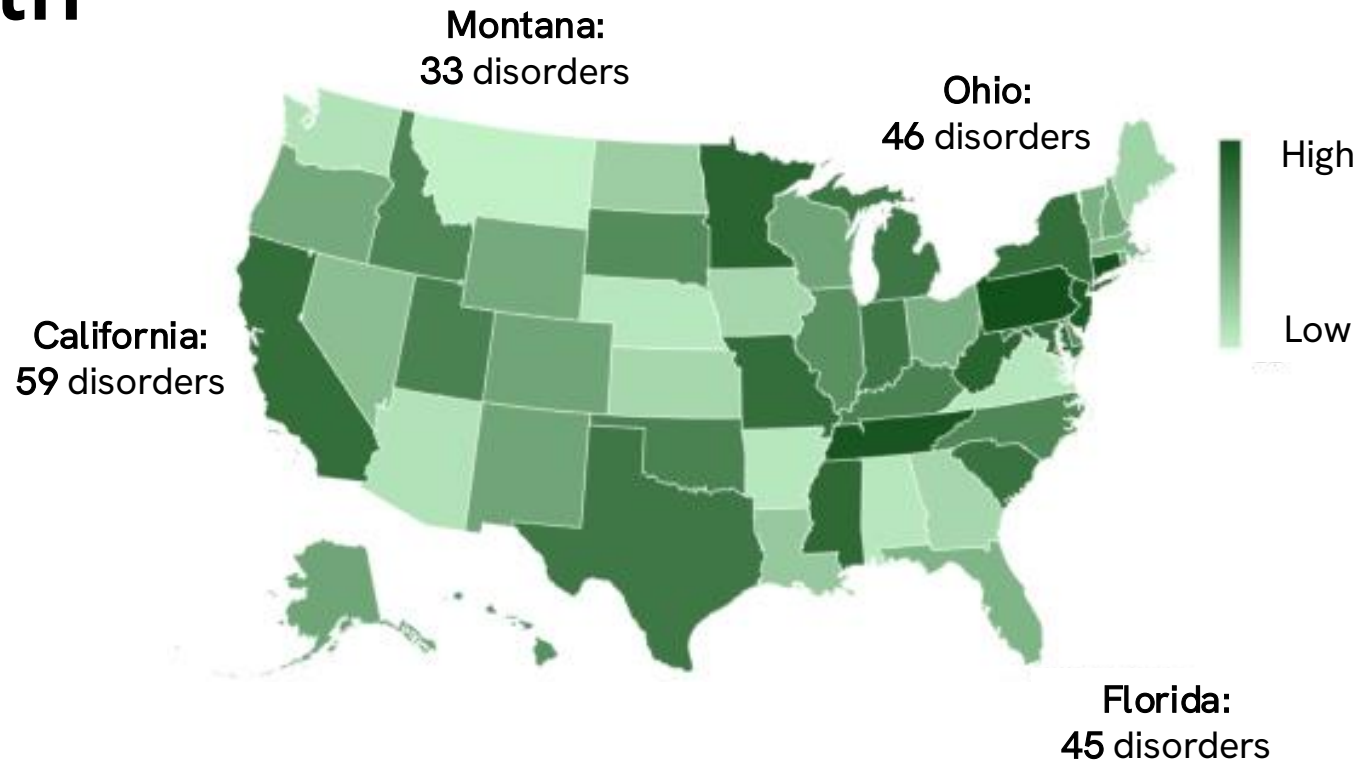 Montana:
33 disorders
Ohio:
46 disorders
High
Low
California:
59 disorders
Florida:
45 disorders